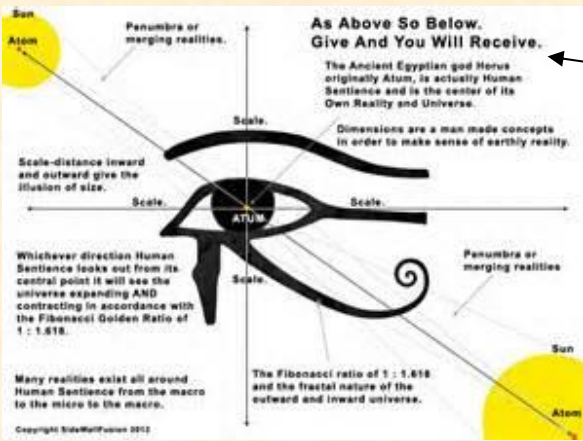 Sun
Atom
Penumbra or
merging realities.
As Above So Below.
Give And You Will Receive.
The Ancient Egyptian god Horus
originally Atum, is actually Human
Sentience and is the center of its
Own Reality and Universe.
Scale.
Dimensions are a man made concepts
in order to make sense of earthly reality.
Scale-distance inward
and outward give the
illusion of size.
Scale.
Scale.
ATUM
Whichever direction Human
Sentience looks out from its
central point it will see the
universe expanding AND
contracting in accordance with
the Fibonacci Golden Ratio of
1 : 1.618.
Scale.
Penumbra or
merging realities
Sun
The Fibonacci ratio of 1 : 1.618
and the fractal nature of the
outward and inward universe.
Many realities exist all around
Human Sentience from the macro
to the micro to the macro.
Atom
Copyright SideWallFusion 2012